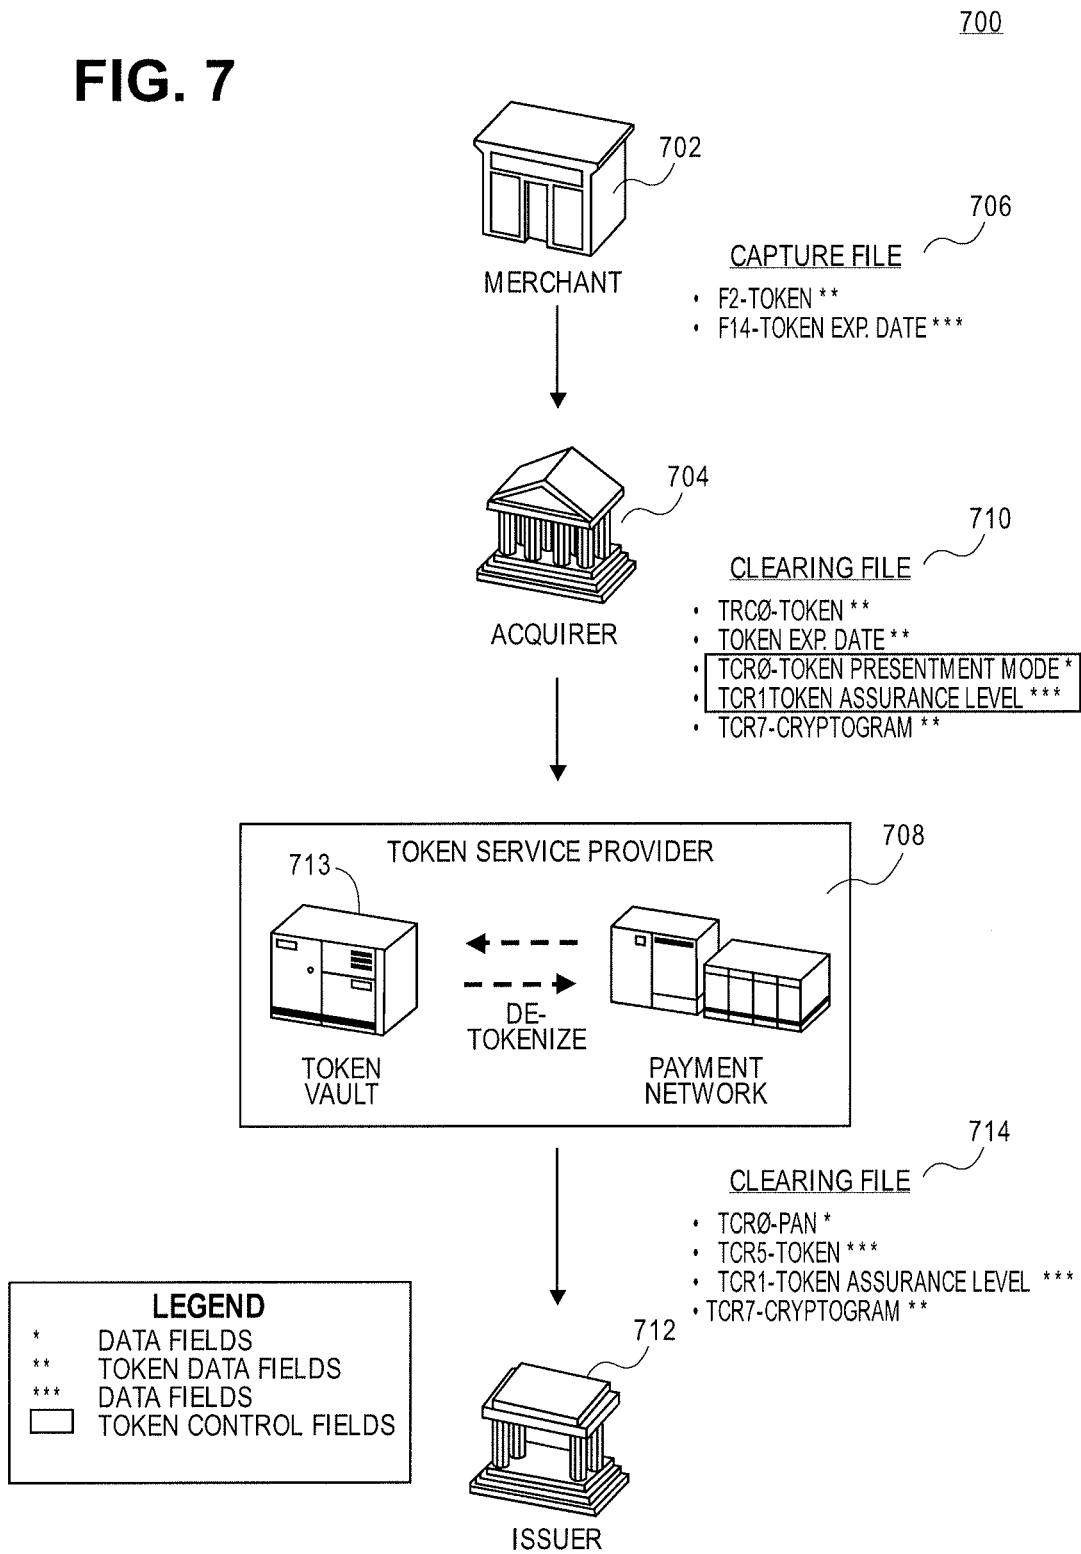 700
FIG. 7
702
MERCHANT
706
CAPTURE FILE
• F2-TOKEN **
• F14-TOKEN EXP. DATE ***
704
ACQUIRER
710
CLEARING FILE
• TRCØ-TOKEN **
• TOKEN EXP. DATE **
• TCRØ-TOKEN PRESENTMENT MODE *
• TCR1TOKEN ASSURANCE LEVEL ***
• TCR7-CRYPTOGRAM **
708
TOKEN SERVICE PROVIDER
713
DE-
TOKENIZE
TOKEN
VAULT
PAYMENT
NETWORK
714
CLEARING FILE
• TCRØ-PAN *
• TCR5-TOKEN ***
• TCR1-TOKEN ASSURANCE LEVEL ***
• TCR7-CRYPTOGRAM **
LEGEND
* DATA FIELDS
** TOKEN DATA FIELDS
*** DATA FIELDS
TOKEN CONTROL FIELDS
712
ISSUER